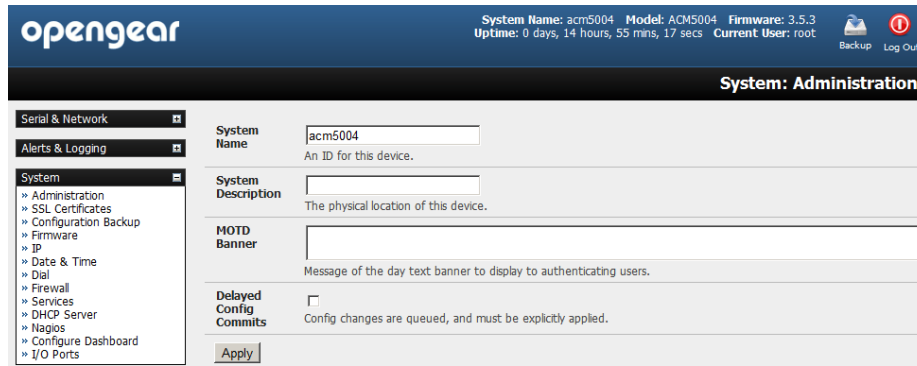 opengear
System Name: acm5004 Model: ACM5004 Firmware: 3.5.3
Uptime: 0 days, 14 hours, 55 mins, 17 secs Current User: root
Backup
Log Out
System: Administration
Serial & Network
Alerts & Logging
System
» Administration
» SSL Certificates
» Configuration Backup
» Firmware
» IP
» Date & Time
» Dial
» Firewall
» Services
» DHCP Server
» Nagios
» Configure Dashboard
» I/O Ports
System
Name
acm5004
An ID for this device.
System
Description
The physical location of this device.
MOTD
Banner
Message of the day text banner to display to authenticating users.
Delayed
Config
Commits
Config changes are queued, and must be explicitly applied.
Apply